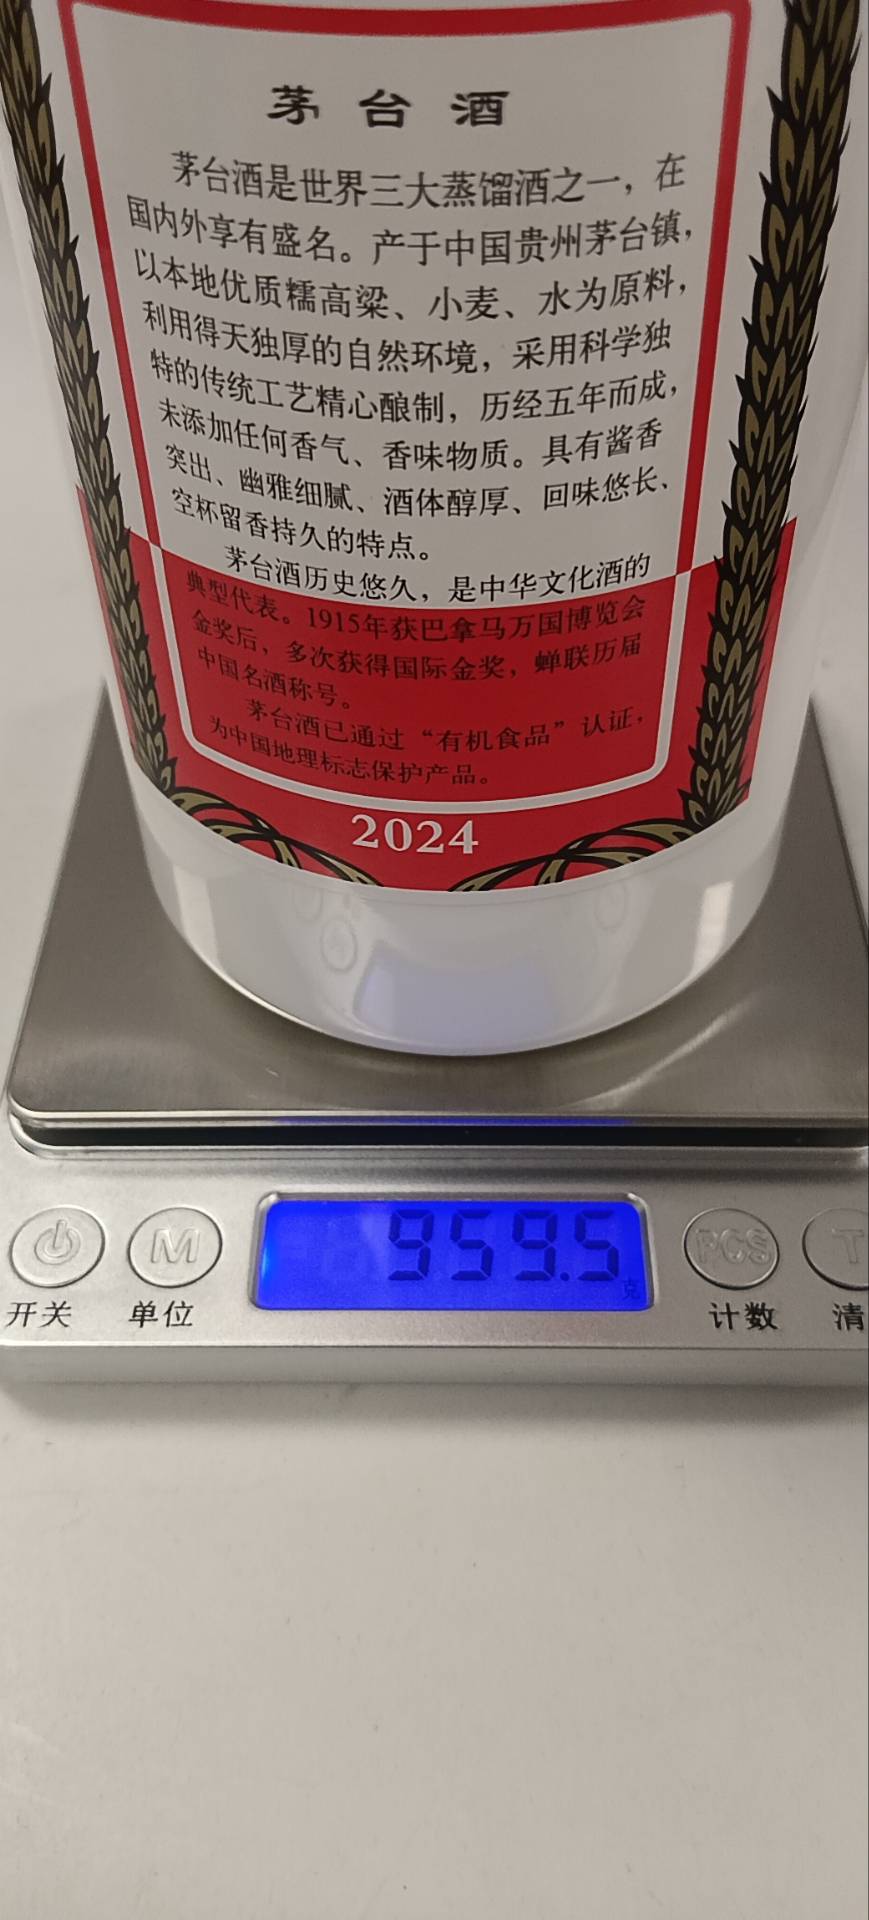 茅台酒
茅台酒是世界三大蒸馏酒之一，在
国内外享有盛名。产于中国贵州茅台镇，
以本地优质糯高粱、小麦、水为原料，
利用得天独厚的自然环境，采用科学独
特的传统工艺精心酿制，历经五年而成，
未添加任何香气、香味物质。具有酱香
突出、幽雅细腻、酒体醇厚、回味悠长、
空杯留香持久的特点。
茅台酒历史悠久，是中华文化酒的
典型代表。1915年获巴拿马万国博览会
金奖后，多次获得国际金奖，蝉联历届
中国名酒称号。
茅台酒已通过“有机食品”认证，
为中国地理标志保护产品。
2024
959.5
克
M
PCS
T
开关
单位
计数
清